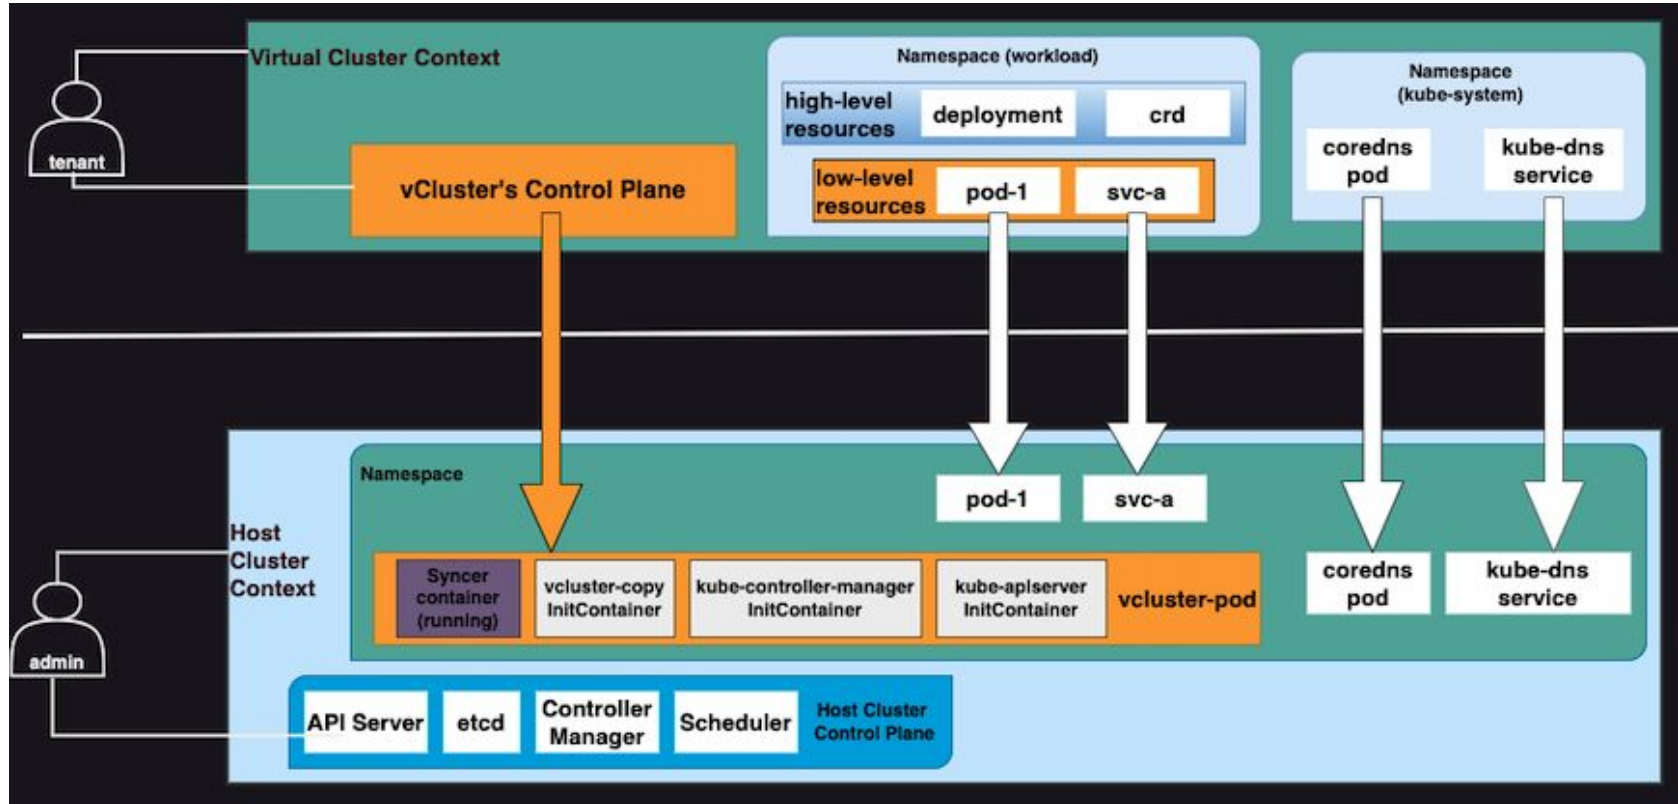 Virtual Cluster Context
tenant
vCluster's Control Plane
Namespace (workload)
high-level
resources
deployment
crd
low-level
resources
pod-1
svc-a
Namespace
(kube-system)
coredns
pod
kube-dns
service
Host
Cluster
Context
admin
Namespace
pod-1
svc-a
Syncer
container
(running)
vcluster-copy
InitContainer
kube-controller-manager
InitContainer
kube-apiserver
InitContainer
vcluster-pod
coredns
pod
kube-dns
service
API Server
etcd
Controller
Manager
Scheduler
Host Cluster
Control Plane